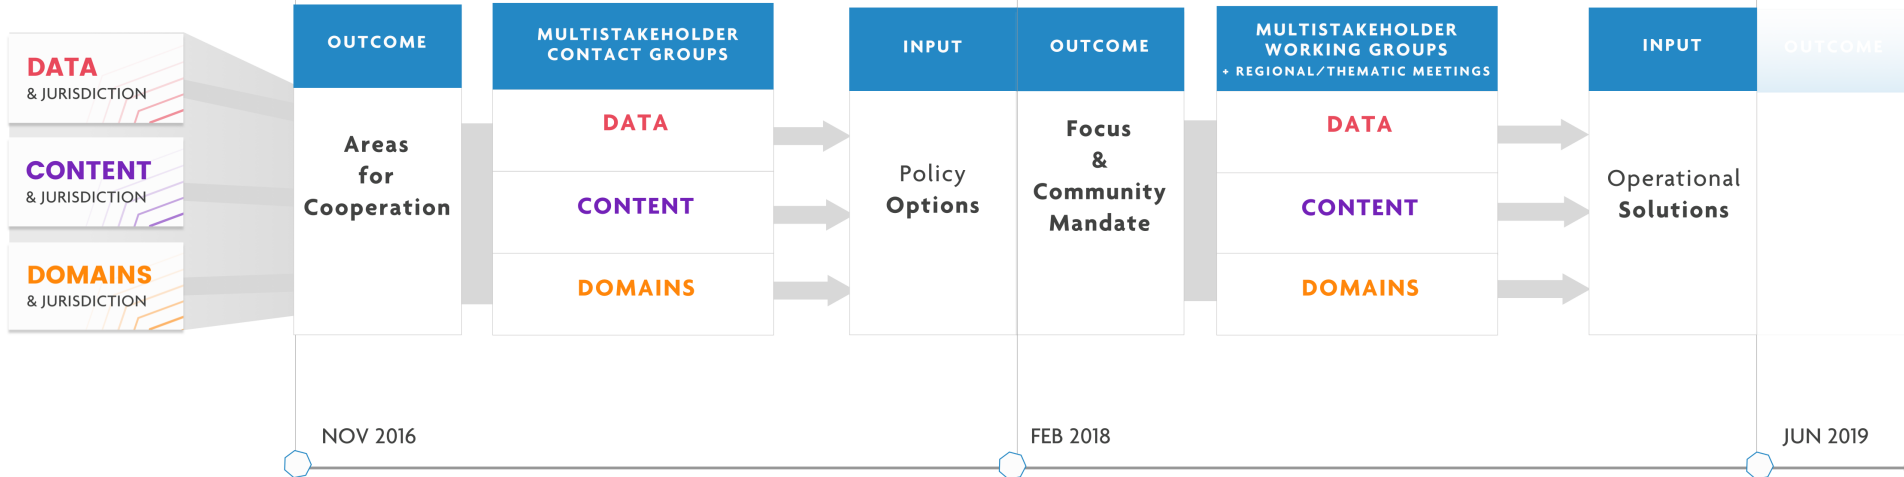 DATA
& JURISDICTION
CONTENT
& JURISDICTION
DOMAINS
& JURISDICTION
OUTCOME
Areas
for
Cooperation
MULTISTAKEHOLDER
CONTACT GROUPS
DATA
CONTENT
DOMAINS
INPUT
Policy
Options
OUTCOME
Focus
&
Community
Mandate
MULTISTAKEHOLDER
WORKING GROUPS
+ REGIONAL/THEMATIC MEETINGS
DATA
CONTENT
DOMAINS
INPUT
Operational
Solutions
OUTCOME
NOV 2016
FEB 2018
JUN 2019